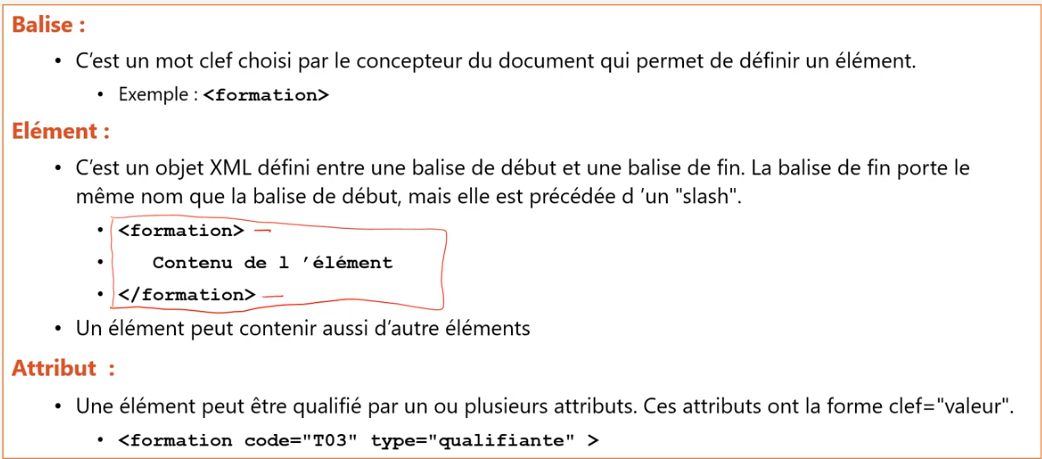 Balise :
• C’est un mot clef choisi par le concepteur du document qui permet de définir un élément.
• Exemple : <formation>
Elément :
• C’est un objet XML défini entre une balise de début et une balise de fin. La balise de fin porte le
même nom que la balise de début, mais elle est précédée d ’un "slash".
• <formation>
• Contenu de l ’élément
• </formation>
• Un élément peut contenir aussi d’autre éléments
Attribut :
• Une élément peut être qualifié par un ou plusieurs attributs. Ces attributs ont la forme clef="valeur".
• <formation code="T03" type="qualifiante" >